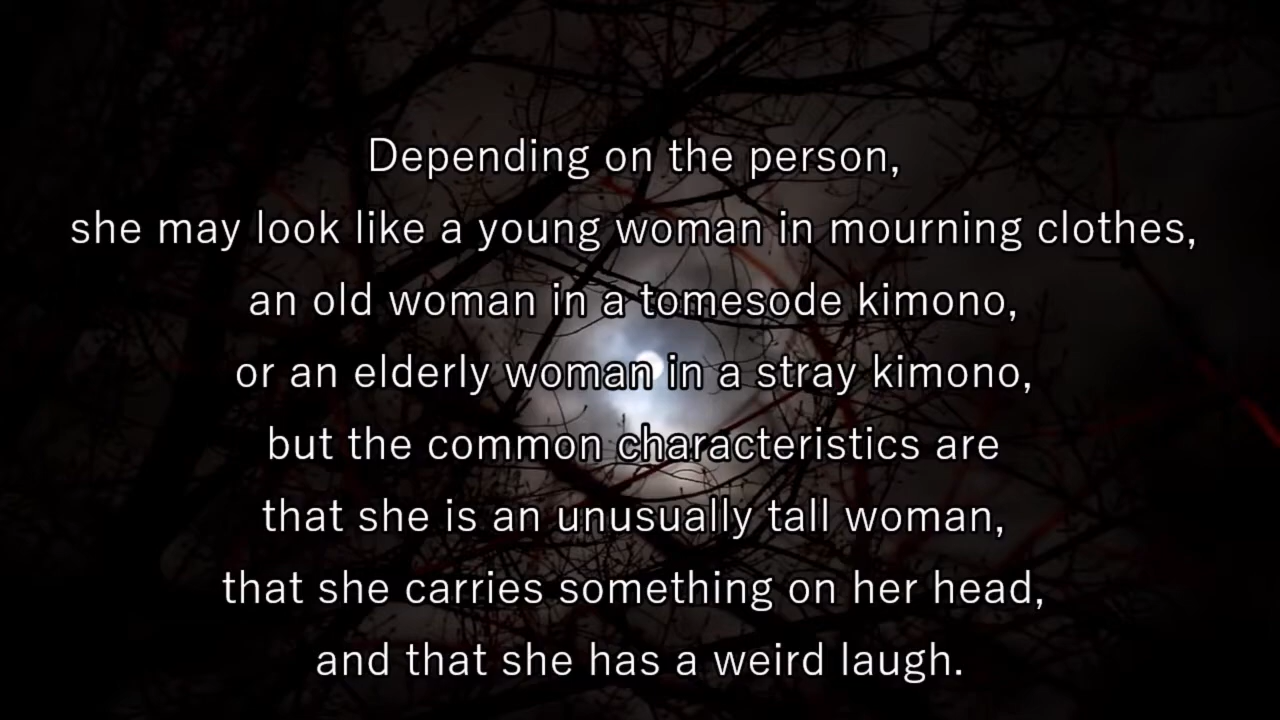 Depending on the person,
she may look like a young woman in mourning clothes,
an old woman in a tomesode kimono,
or an elderly woman in a stray kimono,
but the common characteristics are
that she is an unusually tall woman,
that she carries something on her head,
and that she has a weird laugh.